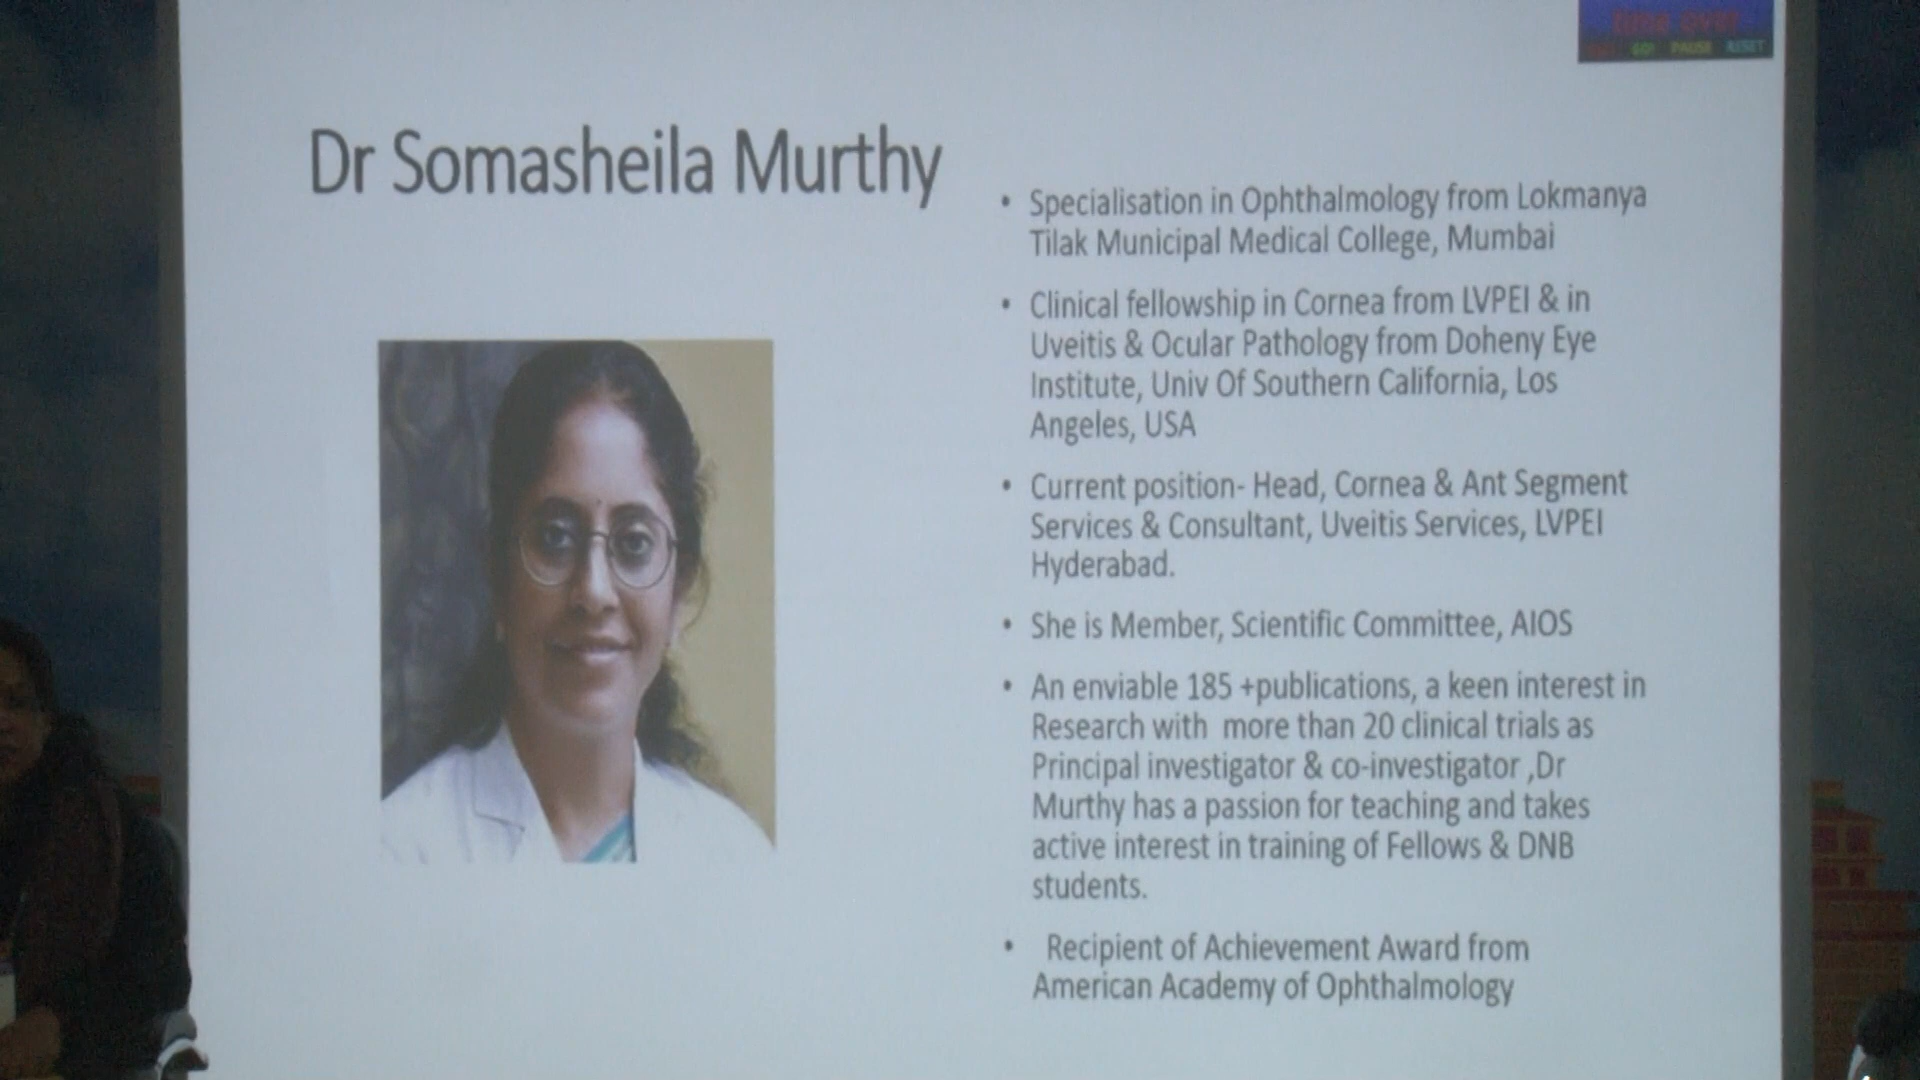 time over
GO! PAUSE RESET
Dr Somasheila Murthy
• Specialisation in Ophthalmology from Lokmanya
Tilak Municipal Medical College, Mumbai
• Clinical fellowship in Cornea from LVPEI & in
Uveitis & Ocular Pathology from Doheny Eye
Institute, Univ Of Southern California, Los
Angeles, USA
• Current position- Head, Cornea & Ant Segment
Services & Consultant, Uveitis Services, LVPEI
Hyderabad.
• She is Member, Scientific Committee, AIOS
• An enviable 185 +publications, a keen interest in
Research with  more than 20 clinical trials as
Principal investigator & co-investigator ,Dr
Murthy has a passion for teaching and takes
active interest in training of Fellows & DNB
students.
• Recipient of Achievement Award from
American Academy of Ophthalmology